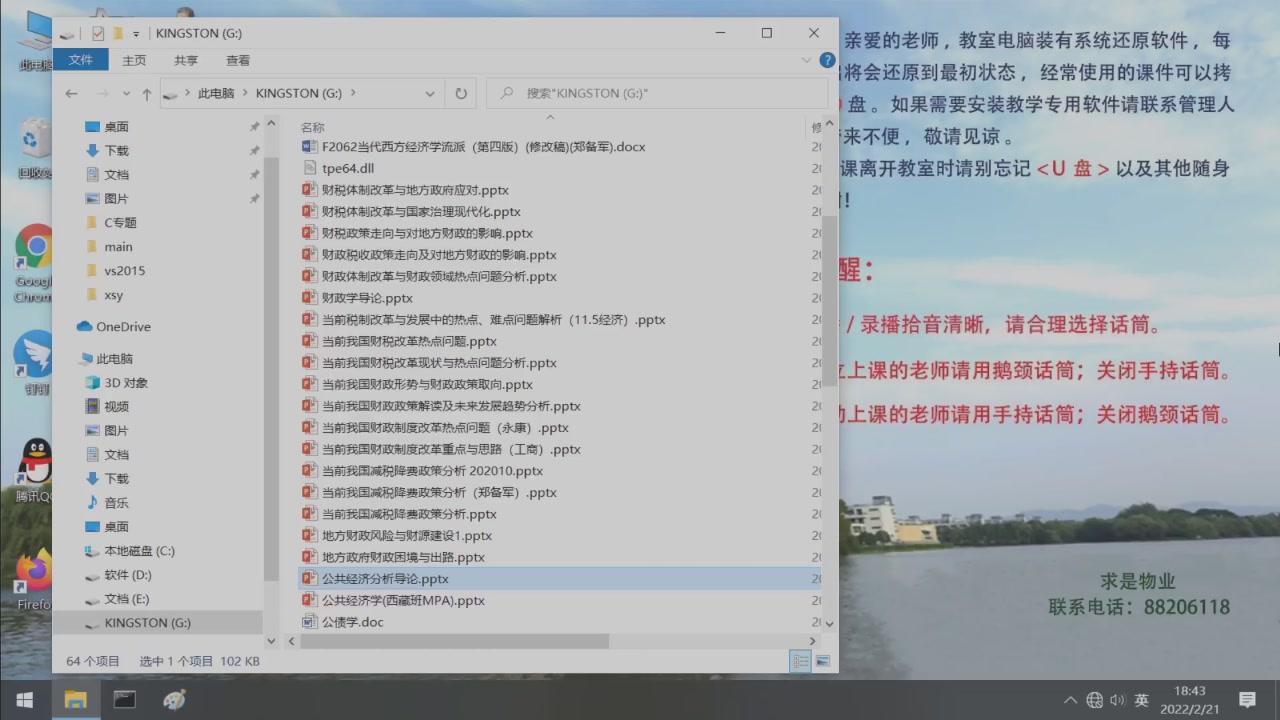 KINGSTON (G:)
文件
主页
共享
查看
此电脑
KINGSTON (G:)
搜索"KINGSTON (G:)"
桌面
下载
文档
图片
C专题
main
vs2015
xsy
OneDrive
此电脑
3D 对象
视频
图片
文档
下载
音乐
桌面
本地磁盘 (C:)
软件 (D:)
文档 (E:)
KINGSTON (G:)
名称
F2062当代西方经济学流派（第四版）(修改稿)(郑备军).docx
tpe64.dll
财税体制改革与地方政府应对.pptx
财税体制改革与国家治理现代化.pptx
财税政策走向与对地方财政的影响.pptx
财政税收政策走向及对地方财政的影响.pptx
财政体制改革与财政领域热点问题分析.pptx
财政学导论.pptx
当前税制改革与发展中的热点、难点问题解析（11.5经济）.pptx
当前我国财税改革热点问题.pptx
当前我国财税改革现状与热点问题分析.pptx
当前我国财政形势与财政政策取向.pptx
当前我国财政政策解读及未来发展趋势分析.pptx
当前我国财政制度改革热点问题（永康）.pptx
当前我国财政制度改革重点与思路（工商）.pptx
当前我国减税降费政策分析 202010.pptx
当前我国减税降费政策分析（郑备军）.pptx
当前我国减税降费政策分析.pptx
地方财政风险与财源建设1.pptx
地方政府财政困境与出路.pptx
公共经济分析导论.pptx
公共经济学(西藏班MPA).pptx
公债学.doc
64 个项目
选中 1 个项目 102 KB
亲爱的老师，教室电脑装有系统还原软件，每
将会还原到最初状态，经常使用的课件可以拷
盘。如果需要安装教学专用软件请联系管理人
来不便，敬请见谅。
课离开教室时请别忘记 <U 盘> 以及其他随身
！
醒：
/ 录播拾音清晰，请合理选择话筒。
上课的老师请用鹅颈话筒；关闭手持话筒。
上课的老师请用手持话筒；关闭鹅颈话筒。
求是物业
联系电话：88206118
Google
Chrom
钉钉
腾讯QQ
Firefo
英
18:43
2022/2/21